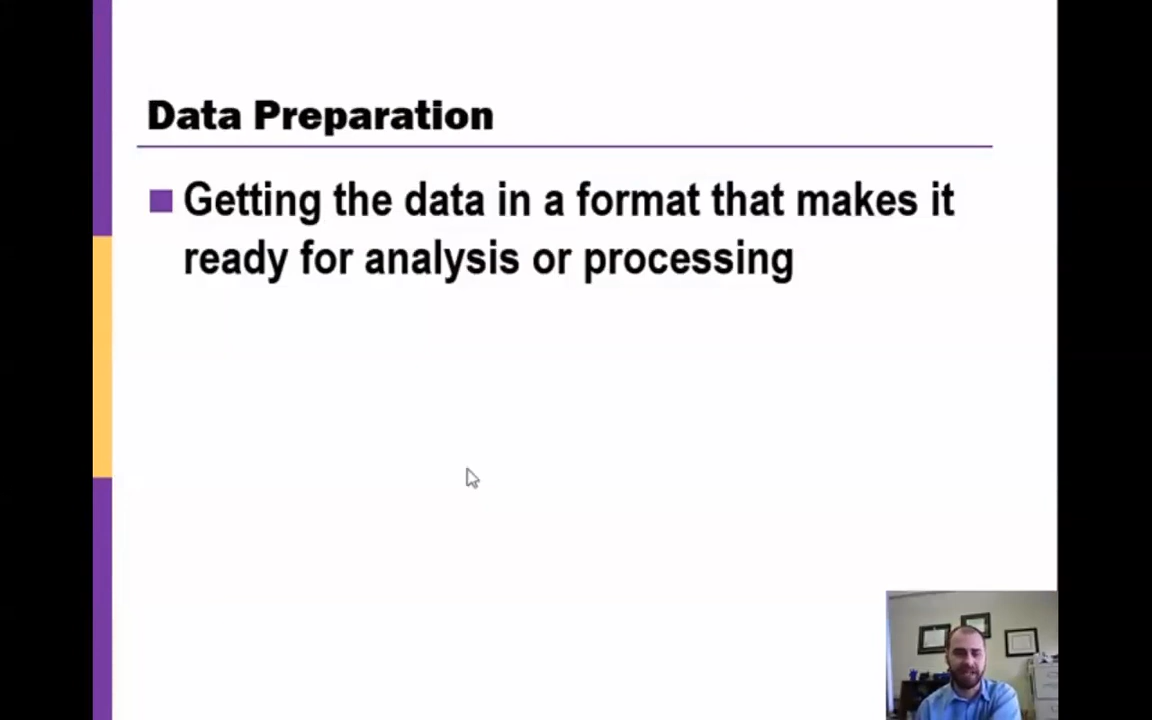 Data Preparation
Getting the data in a format that makes it
ready for analysis or processing